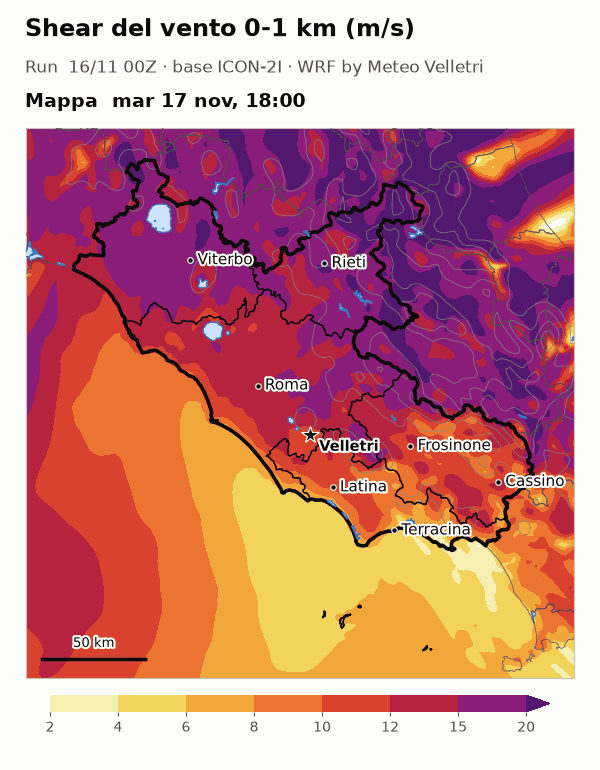 Shear del vento 0-1 km (m/s)
Run  16/11 00Z · base ICON-2I · WRF by Meteo Velletri
Mappa  mar 17 nov, 18:00
Viterbo
Rieti
Roma
Velletri
Frosinone
Cassino
Latina
Terracina
50 km
2 4 6 8 10 12 15 20